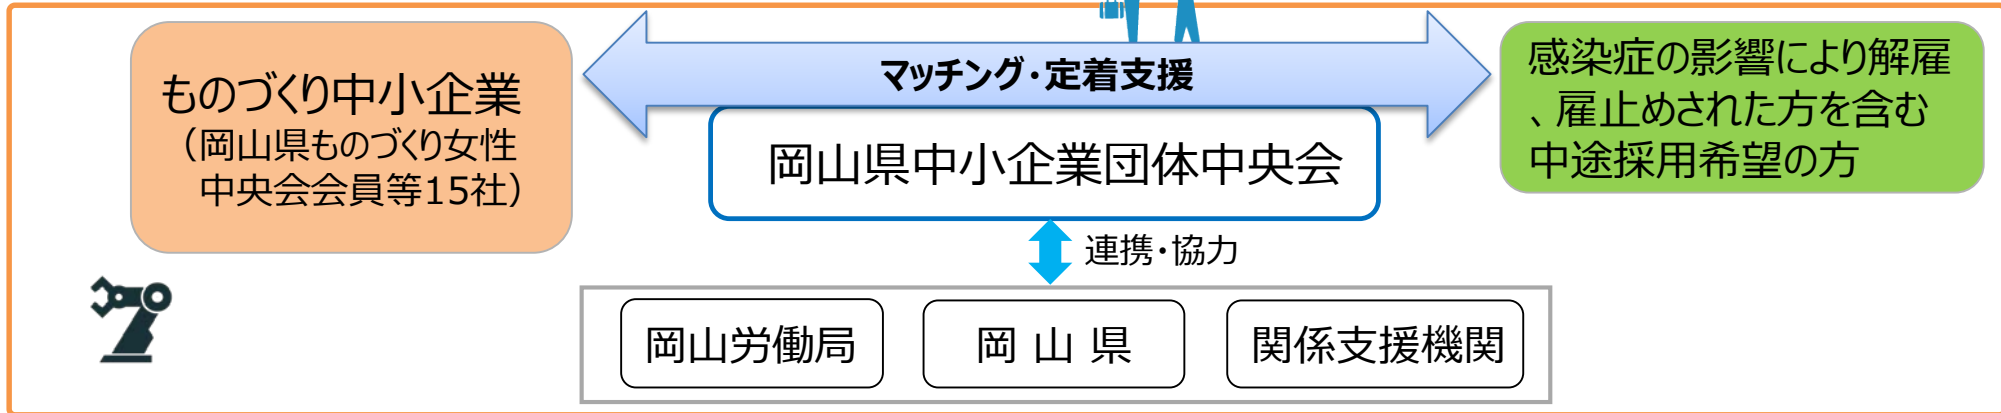 ものづくり中小企業
（岡山県ものづくり女性
中央会会員等15社）
マッチング・定着支援
岡山県中小企業団体中央会
感染症の影響により解雇
、雇止めされた方を含む
中途採用希望の方
連携・協力
岡山労働局
岡 山 県
関係支援機関